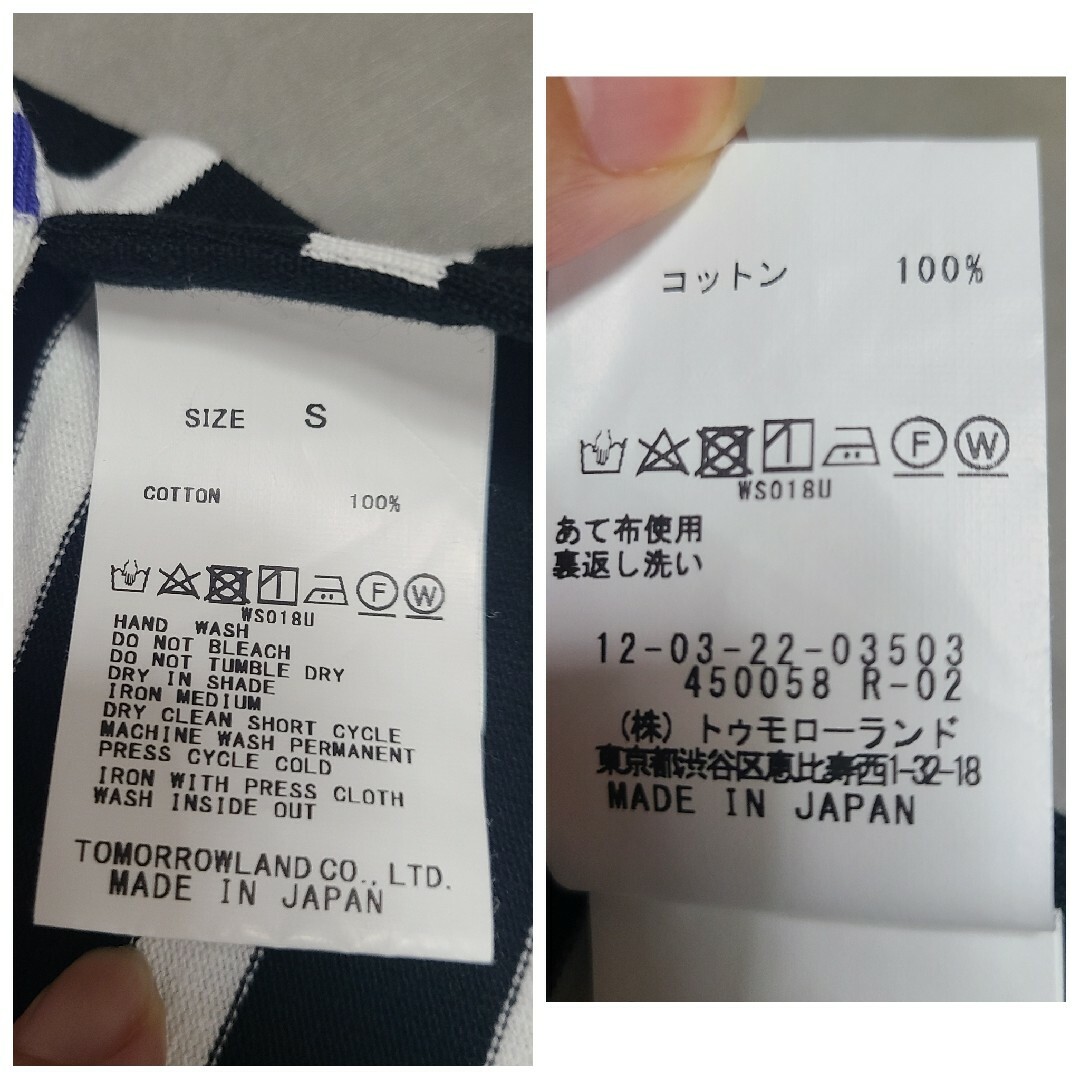 SIZE S
COTTON 100%
F W
WS018U
HAND WASH
DO NOT BLEACH
DO NOT TUMBLE DRY
DRY IN SHADE
IRON MEDIUM
DRY CLEAN SHORT CYCLE
MACHINE WASH PERMANENT
PRESS CYCLE COLD
IRON WITH PRESS CLOTH
WASH INSIDE OUT
TOMORROWLAND CO., LTD.
MADE IN JAPAN
コットン 100%
F W
WS018U
あて布使用
裏返し洗い
12-03-22-03503
450058 R-02
(株)トゥモローランド
東京都渋谷区恵比寿西1-32-18
MADE IN JAPAN